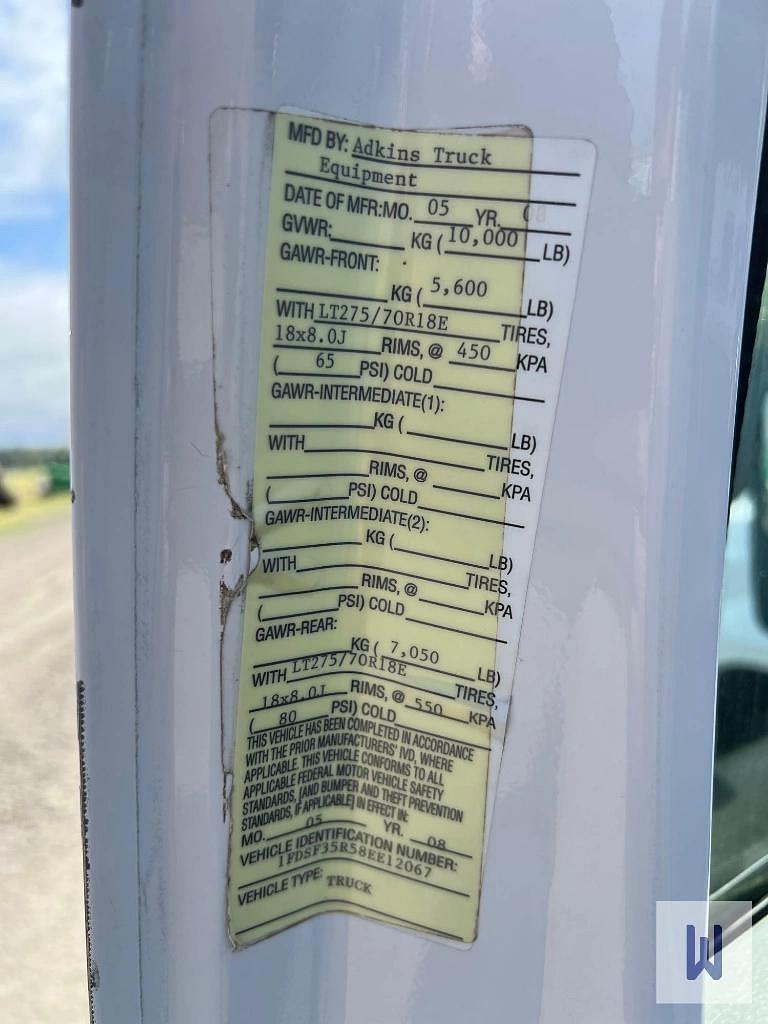 MFD BY: Adkins Truck
Equipment
DATE OF MFR:MO. 05 YR. 08
GVWR: KG ( 10,000 LB)
GAWR-FRONT:
KG ( 5,600 LB)
WITH LT275/70R18E TIRES,
18x8.0J RIMS, @ 450 KPA
( 65 PSI) COLD
GAWR-INTERMEDIATE(1):
KG ( LB)
WITH TIRES,
RIMS, @ KPA
( PSI) COLD
GAWR-INTERMEDIATE(2):
KG ( LB)
WITH TIRES,
RIMS, @ KPA
( PSI) COLD
GAWR-REAR:
KG ( 7,050 LB)
WITH LT275/70R18E TIRES,
18x8.0J RIMS, @ 550 KPA
( 80 PSI) COLD
THIS VEHICLE HAS BEEN COMPLETED IN ACCORDANCE
WITH THE PRIOR MANUFACTURERS' IVD, WHERE
APPLICABLE. THIS VEHICLE CONFORMS TO ALL
APPLICABLE FEDERAL MOTOR VEHICLE SAFETY
STANDARDS, [AND BUMPER AND THEFT PREVENTION
STANDARDS, IF APPLICABLE] IN EFFECT IN:
MO. 05 YR. 08
VEHICLE IDENTIFICATION NUMBER:
1FDSF35R58EE12067
VEHICLE TYPE: TRUCK
W